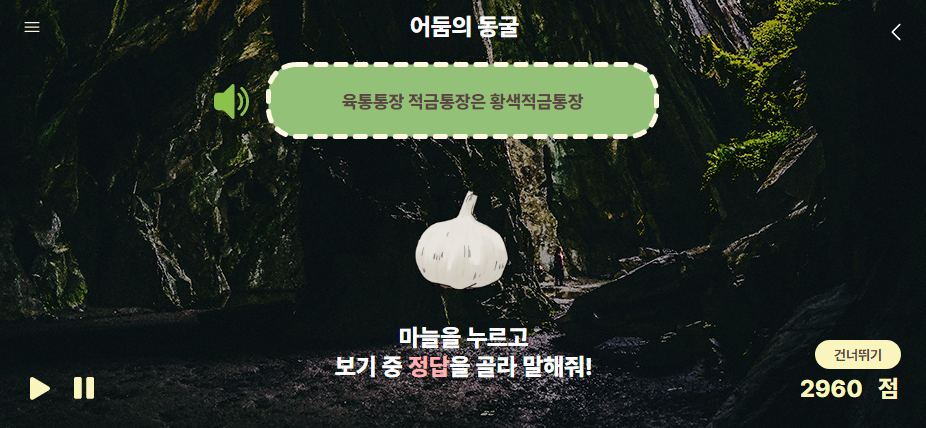 어둠의 동굴
육통통장 적금통장은 황색적금통장
마늘을 누르고
보기 중 정답을 골라 말해줘!
건너뛰기
2960 점